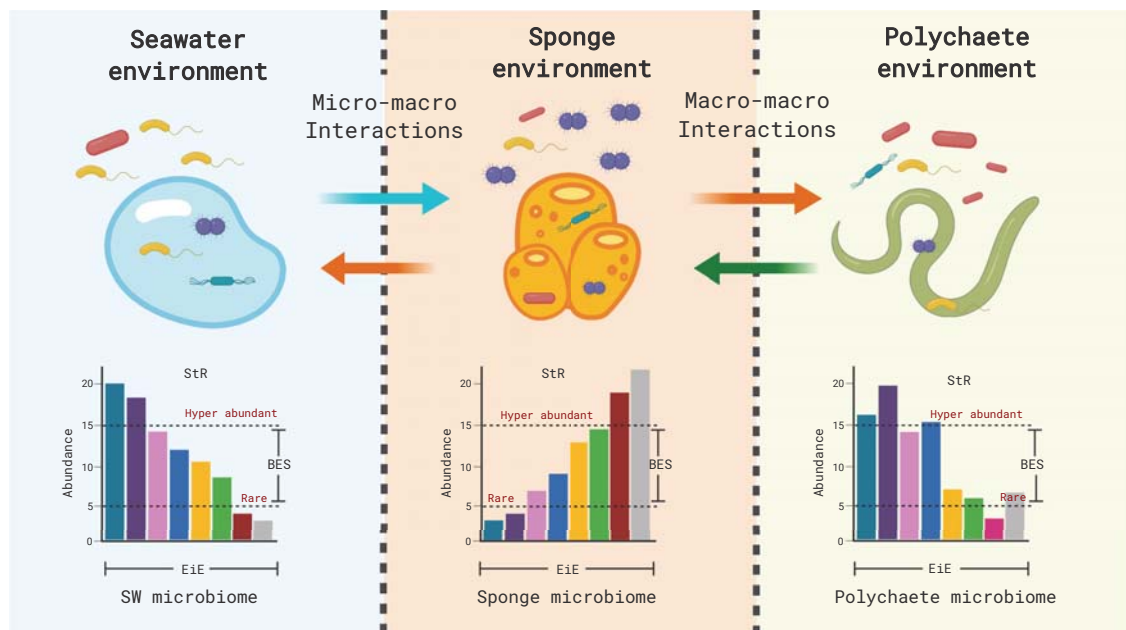 Seawater
environment
Sponge
environment
Polychaete
environment
Micro-macro
Interactions
Macro-macro
Interactions
StR
Hyper abundant
BES
Rare
Abundance
20
15
10
5
0
EiE
SW microbiome
StR
Hyper abundant
BES
Rare
Abundance
20
15
10
5
0
EiE
Sponge microbiome
StR
Hyper abundant
BES
Rare
Abundance
20
15
10
5
0
EiE
Polychaete microbiome